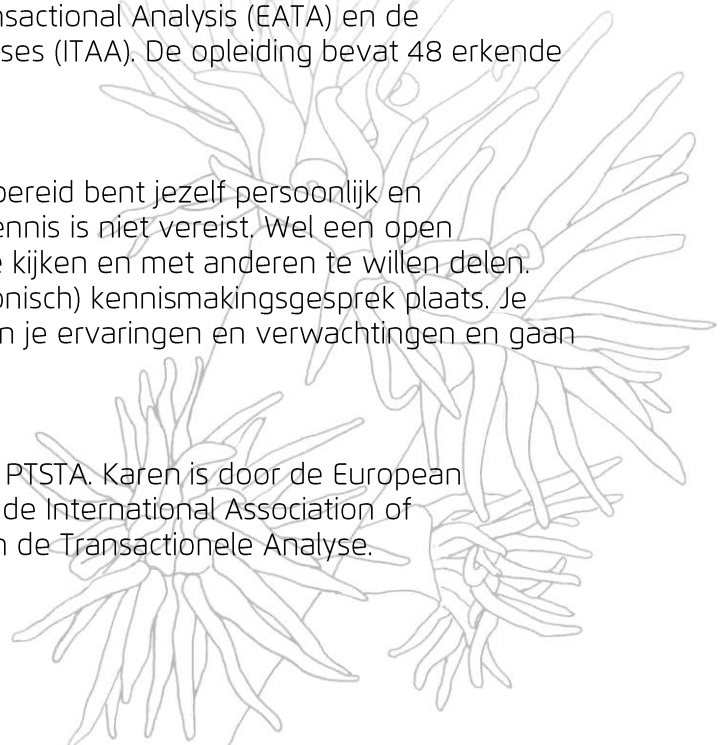 nsactional Analysis (EATA) en de
ses (ITAA). De opleiding bevat 48 erkende
bereid bent jezelf persoonlijk en
ennis is niet vereist. Wel een open
e kijken en met anderen te willen delen.
onisch) kennismakingsgesprek plaats. Je
n je ervaringen en verwachtingen en gaan
PTSTA. Karen is door de European
de International Association of
n de Transactionele Analyse.